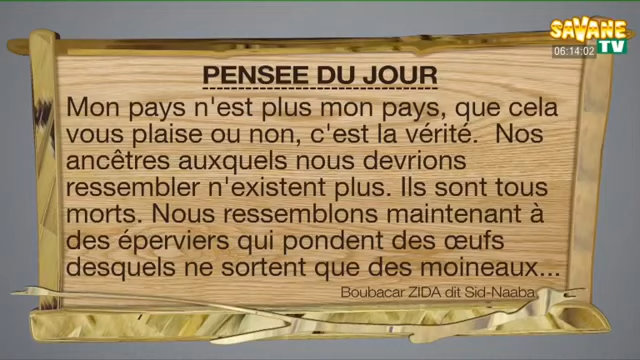 SAVANE
TV
06:14:02
PENSEE DU JOUR
Mon pays n'est plus mon pays, que cela
vous plaise ou non, c'est la vérité.  Nos
ancêtres auxquels nous devrions
ressembler n'existent plus. Ils sont tous
morts. Nous ressemblons maintenant à
des éperviers qui pondent des œufs
desquels ne sortent que des moineaux...
Boubacar ZIDA dit Sid-Naaba